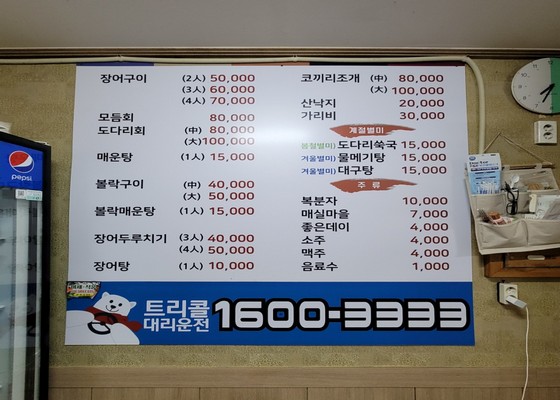 장어구이 (2人) 50,000
(3人) 60,000
(4人) 70,000
모듬회 80,000
도다리회 (中) 80,000
(大) 100,000
매운탕 (1人) 15,000
볼락구이 (中) 40,000
(大) 50,000
볼락매운탕 (1人) 15,000
장어두루치기 (3人) 40,000
(4人) 50,000
장어탕 (1人) 10,000
코끼리조개 (中) 80,000
(大) 100,000
산낙지 20,000
가리비 30,000
계절별미
봄절별미) 도다리쑥국 15,000
겨울별미) 물메기탕 15,000
겨울별미) 대구탕 15,000
주 류
복분자 10,000
매실마을 7,000
좋은데이 4,000
소주 4,000
맥주 4,000
음료수 1,000
트리콜
대리운전 1600-3333
pepsi